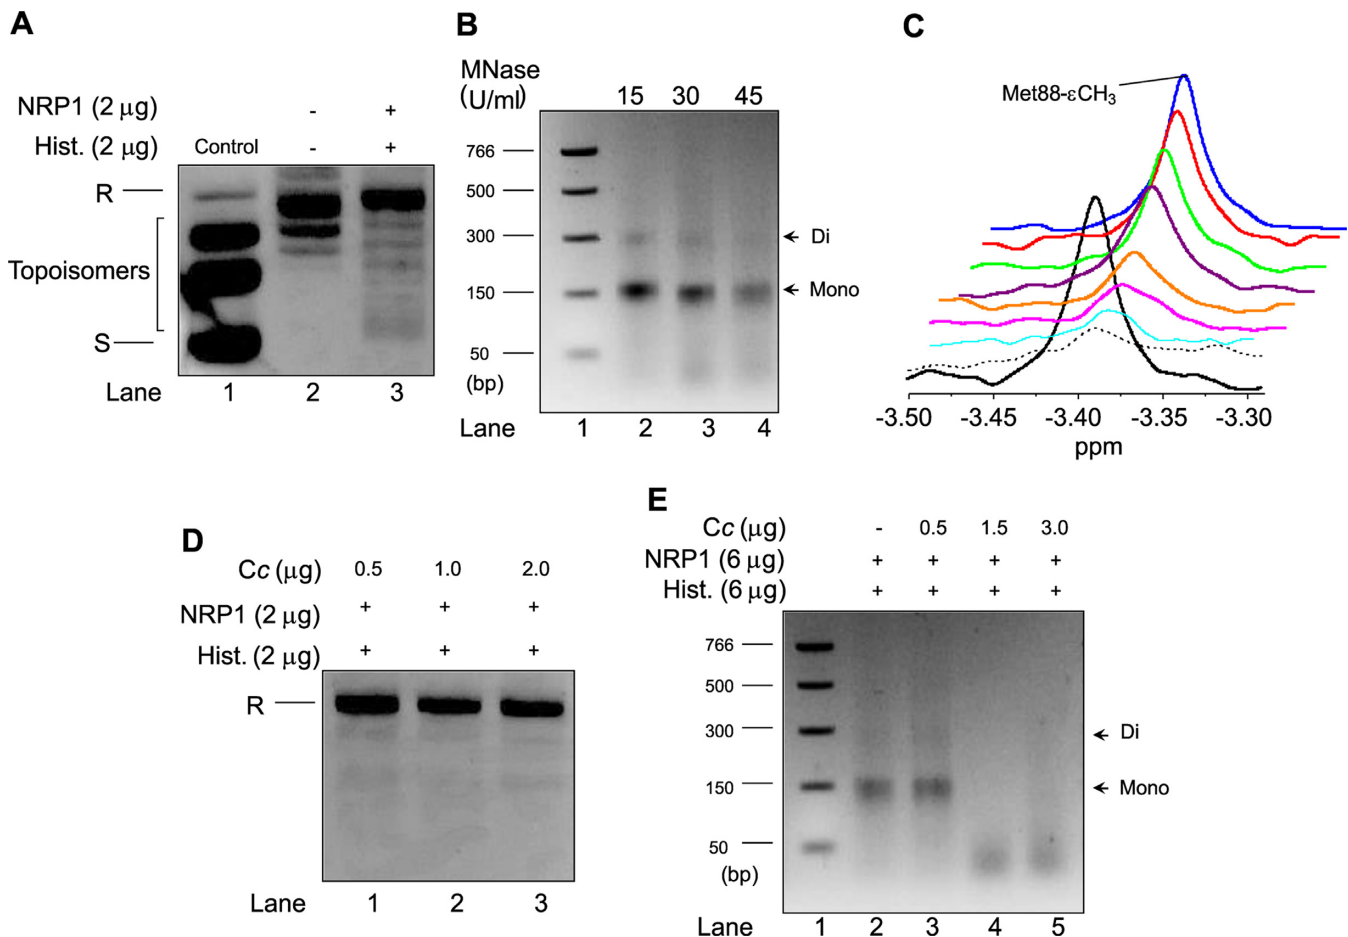 A
NRP1 (2 µg) - +
Hist. (2 µg) Control - +
R
Topoisomers
S
Lane 1 2 3
B
MNase
(U/ml) 15 30 45
766
500
300
Di
150
Mono
50
(bp)
Lane 1 2 3 4
C
Met88-εCH3
-3.50 -3.45 -3.40 -3.35 -3.30
ppm
D
Cc (µg) 0.5 1.0 2.0
NRP1 (2 µg) + + +
Hist. (2 µg) + + +
R
Lane 1 2 3
E
Cc (µg) - 0.5 1.5 3.0
NRP1 (6 µg) + + + +
Hist. (6 µg) + + + +
766
500
300
Di
150
Mono
50
(bp)
Lane 1 2 3 4 5